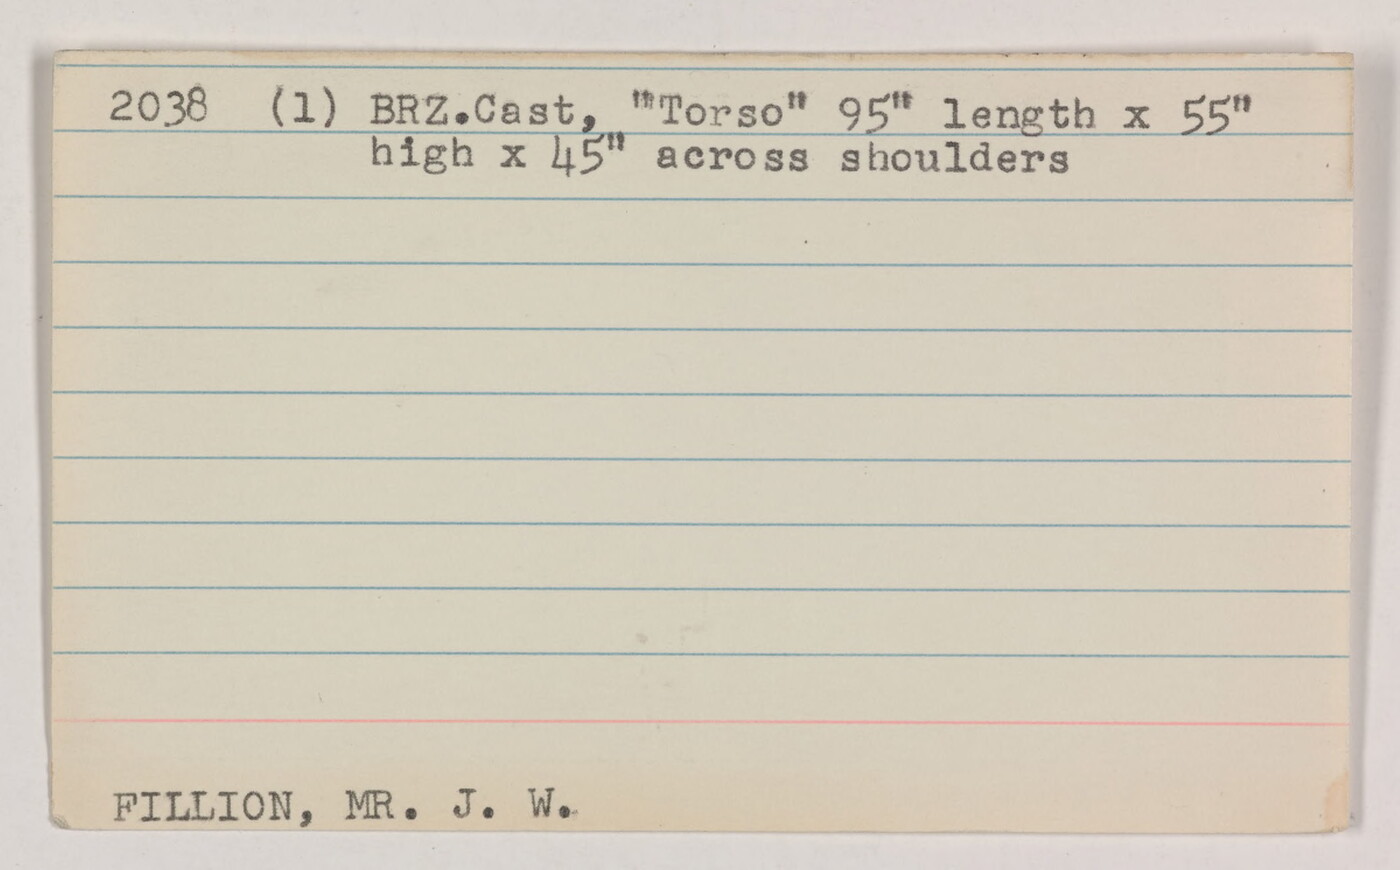 2038 (1) BRZ.Cast, "Torso" 95" length x 55"
high x 45" across shoulders
FILLION, MR. J. W.